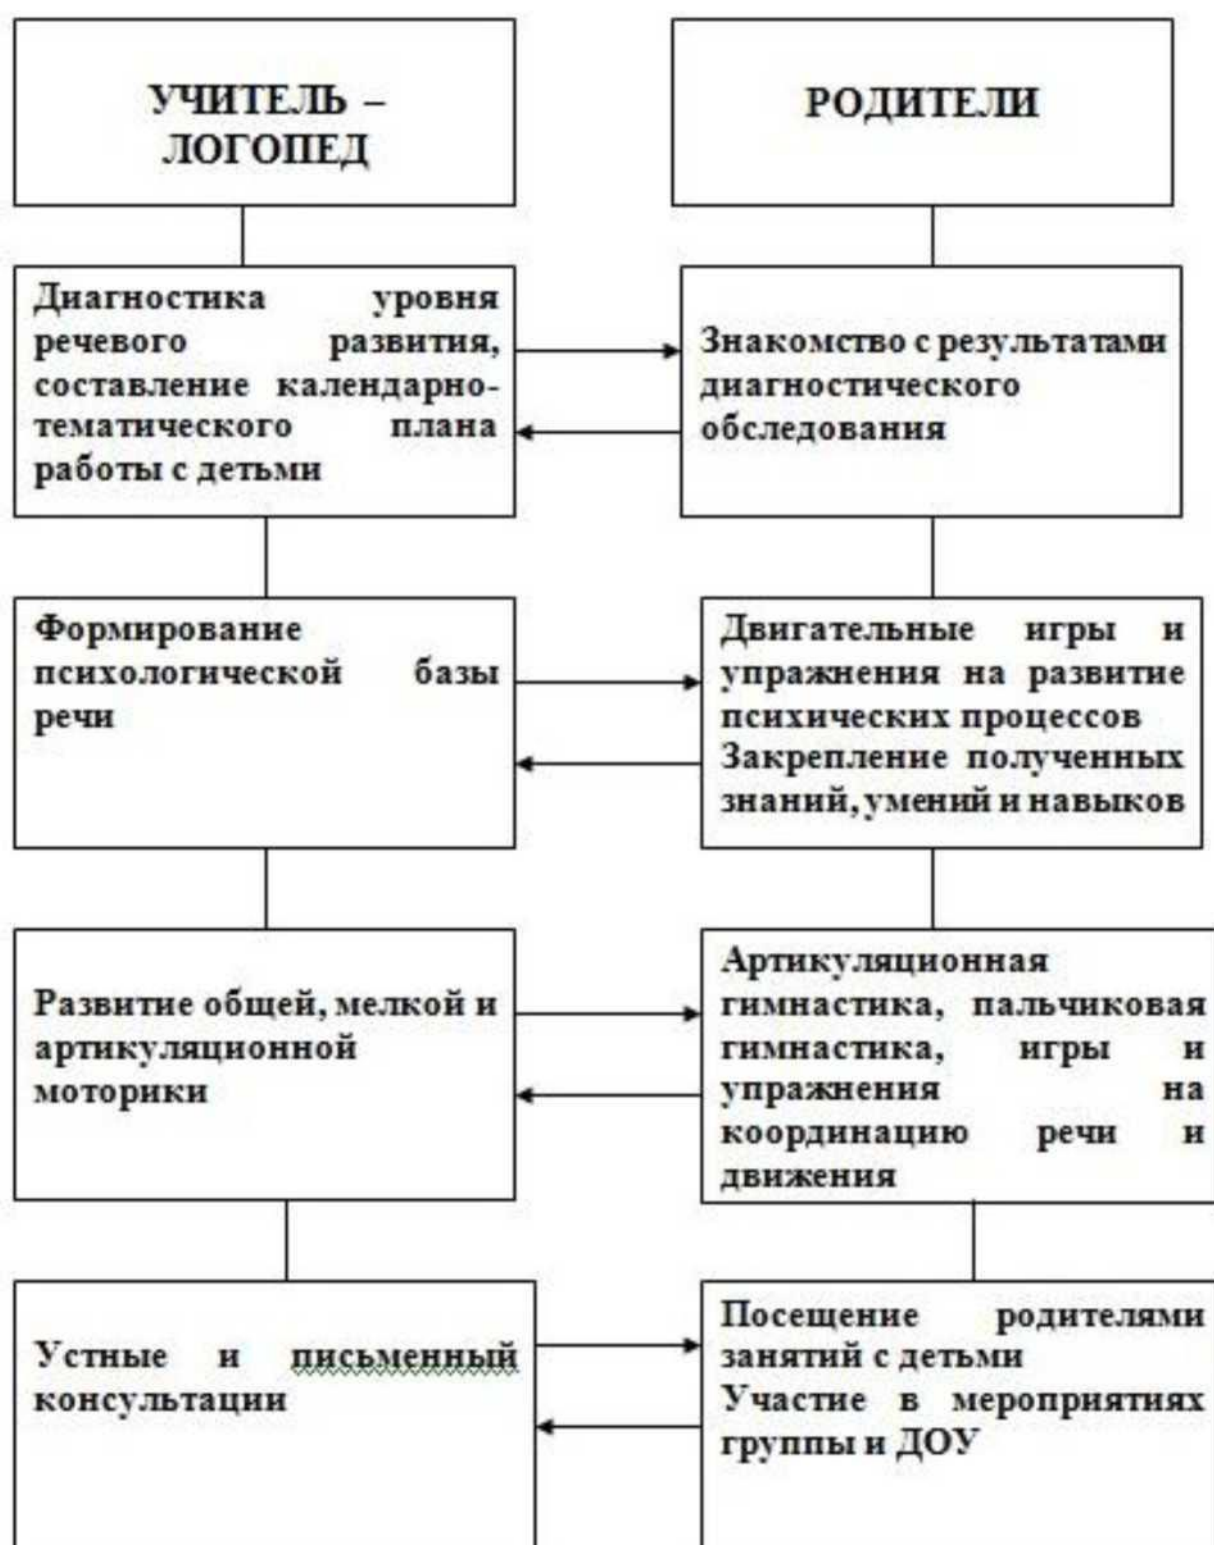 УЧИТЕЛЬ –
ЛОГОПЕД
РОДИТЕЛИ
Диагностика уровня
речевого развития,
составление календарно-
тематического плана
работы с детьми
Знакомство с результатами
диагностического
обследования
Формирование
психологической базы
речи
Двигательные игры и
упражнения на развитие
психических процессов
Закрепление полученных
знаний, умений и навыков
Развитие общей, мелкой и
артикуляционной
моторики
Артикуляционная
гимнастика, пальчиковая
гимнастика, игры и
упражнения на
координацию речи и
движения
Устные и письменный
консультации
Посещение родителями
занятий с детьми
Участие в мероприятиях
группы и ДОУ